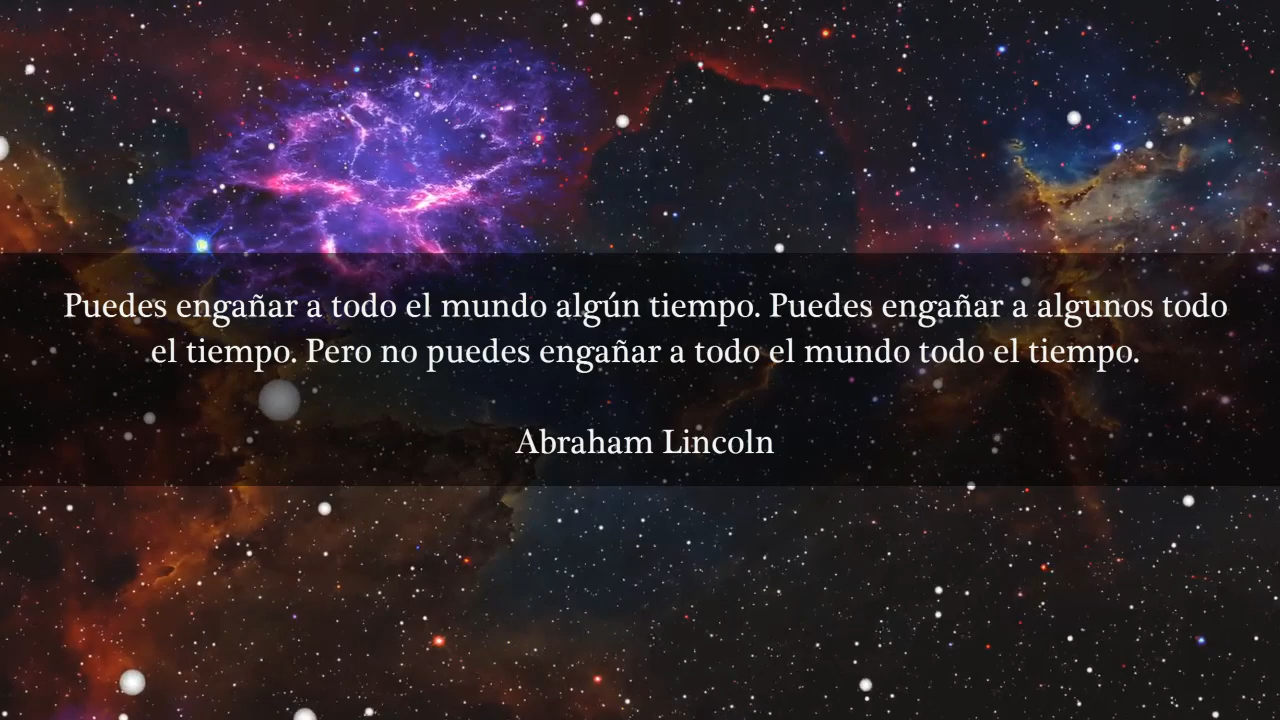 Puedes engañar a todo el mundo algún tiempo. Puedes engañar a algunos todo
el tiempo. Pero no puedes engañar a todo el mundo todo el tiempo.
Abraham Lincoln